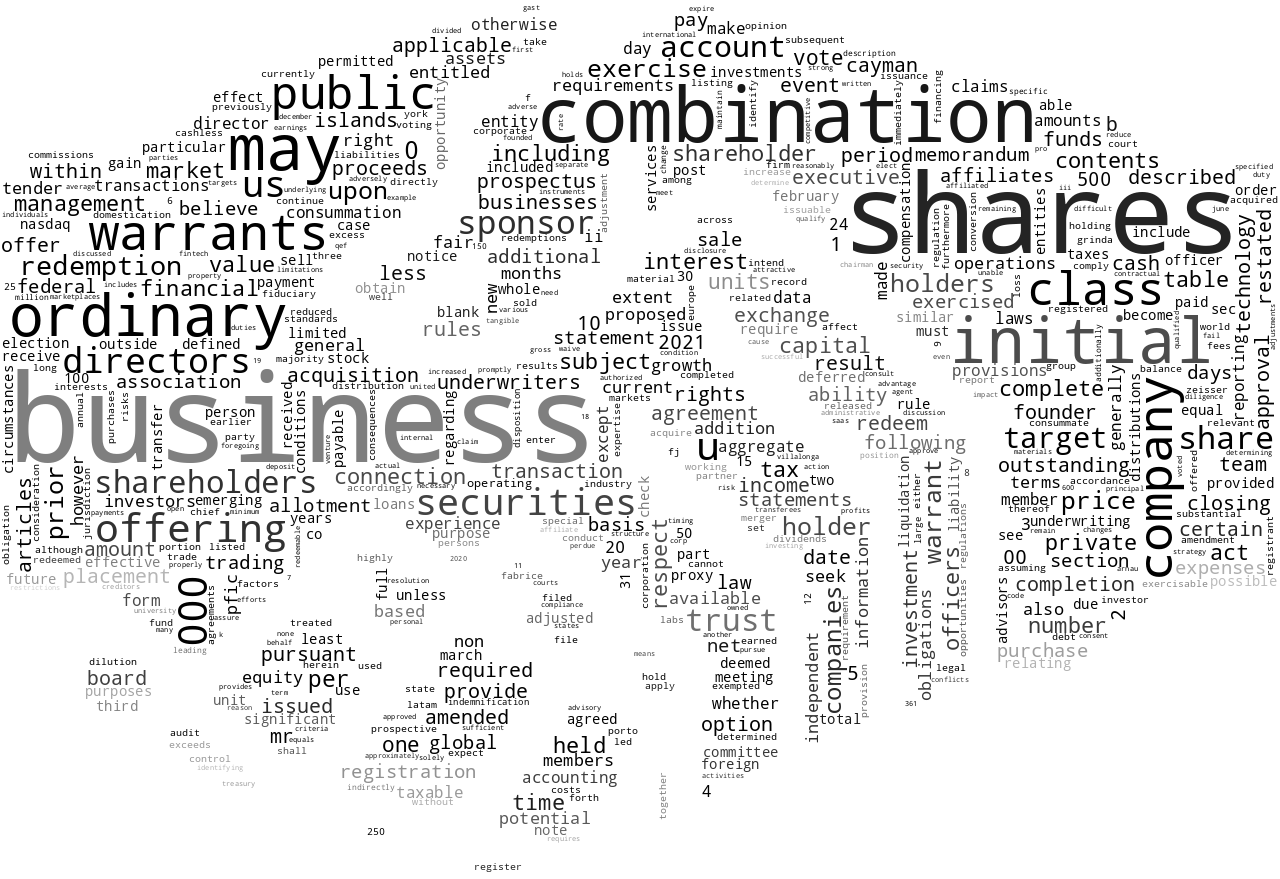 gast expire
divided otherwise pay make opinion
applicable first take international account day subsequent
permitted assets vote description
currently entitled holds exercise investments strong cayman
effect public opportunity requirements listing event written issuance claims specific
previously december f adverse combination maintain identify competitive immediately financing able
director islands york entity rate amounts b
cashless earnings voting corporate founded funds reduce
particular may right 0 including services change shareholder firm reasonably period memorandum court
commissions parties liabilities included separate post increase elect executive contents
within gain market proceeds adversely directly prospectus among determine affiliates 500 described specified duty
tender average transactions targets us underlying upon example instruments meet february affiliated iii order
management 6 domestication continue businesses adjustment issuable compensation shares remaining entities difficult june acquired
individuals believe consummation sponsor qualify regulation furthermore conversion holding include
nasdaq warrants case excess redemptions ii across 24 grinda technology restated
offer discussed fintech qef fair 150 sale disclosure 1 pro taxes
redemption property value sell three notice additional interest intend chairman security operations comply cash officer
25 federal financial limitations payment less months material 30 attractive made holders unable contractual table
million marketplaces includes fiduciary obtain well new whole need extent europe units record loss class registered
ordinary duties reduced standards blank sold various proposed related data similar exercised become paid sec
election outside defined limited rules tangible 10 issue exchange affect must laws initial qualified world adjustments
receive long directors 19 general gross waive statement 2021 require cause capital 9 even additionally fail fees reporting approval
circumstances 100 majority stock results subject condition growth successful result provisions group
interests association acquisition increased promptly underwriters authorized completed deferred consult report balance days
business annual purchases risks transfer person earlier distribution united current markets rights ability advantage agent impact complete zeisser diligence
party foregoing received conditions payable consequences regarding disposition 18 except expertise agreement released administrative rule discussion founder consummate generally distributions company equal relevant
venture internal claim enter acquire addition saas redeem target share determining
fj u aggregate villalonga position following approve materials voted offered
deposit actual necessary transaction working partner 15 tax action outstanding team
shareholders connection accordingly operating industry check risk income two liquidation large either liability 8 terms 600 accordance principal provided
prior however investors emerging allotment loans securities transferees profits statements member price closing
articles consideration jurisdiction payments open chief minimum years experience special affiliate basis structure timing merger holder warrant 5 thereof substantial
obligation offering redeemable co purpose persons conduct perdue 50 corp dividends regulations 3 underwriting remain changes certain
although amount portion listed 2020 20 respect part investing date see private amendment registrant
redeemed effective trade properly trading highly year cannot seek information officers opportunities 00 section strategy act
future placement creditors 7 fabrice 11 courts 31 corporation proxy law assuming completion exercisable antau expenses possible
restrictions form university 000 pfic factors efforts full resolution compliance available 12 companies investment obligations advisors code also due investor 2
fund many agreements assure unless based personal filed adjusted states labs owned requirement number debt consent
leading k treated file trust another independent purchase
none behalf least non net earned pursue relating
dilution pursuant march means deemed legal
board herein used required hold meeting provision conflicts
purposes equity per state provide apply exempted
third provides term use latam indemnification whether 361
unit reason issued approved amended advisory
significant criteria prospective sufficient agreed porto option total
audit mr equals one global led determined
exceeds shall approximately solely expect held committee
control members foreign
identifying registration accounting activities
treasury indirectly taxable costs together 4
without time forth
potential
250 note
requires
register